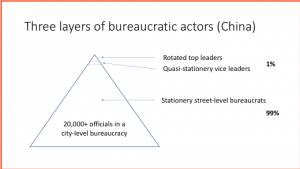 Three layers of bureaucratic actors (China)
Rotated top leaders
Quasi-stationery vice leaders
1%
Stationery street-level bureaucrats
99%
20,000+ officials in a
city-level bureaucracy